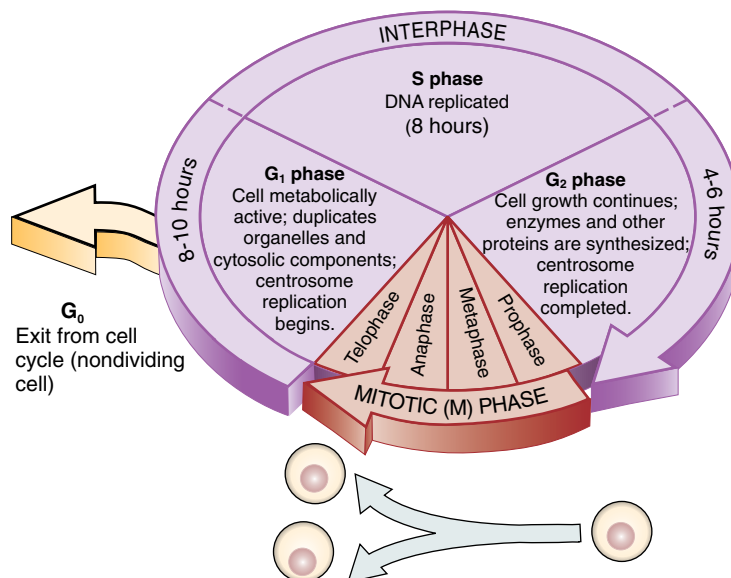 INTERPHASE
S phase
DNA replicated
(8 hours)
G₁ phase
Cell metabolically
active; duplicates
organelles and
cytosolic components;
centrosome
replication
begins.
8-10 hours
G₂ phase
Cell growth continues;
enzymes and other
proteins are synthesized;
centrosome
replication
completed.
4-6 hours
G₀
Exit from cell
cycle (nondividing
cell)
Telophase
Anaphase
Metaphase
Prophase
MITOTIC (M) PHASE